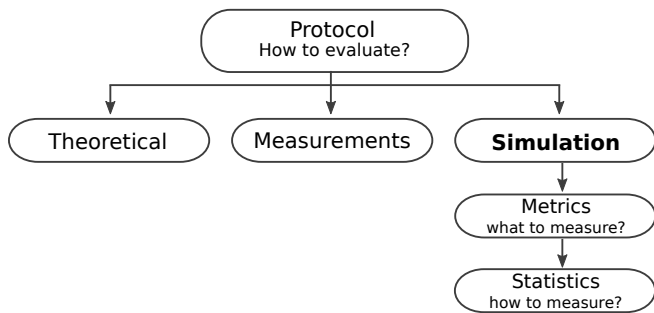 Protocol
How to evaluate?
Theoretical
Measurements
Simulation
Metrics
what to measure?
Statistics
how to measure?